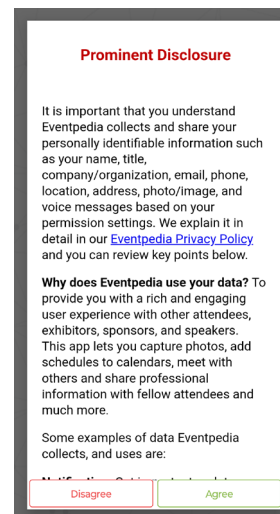 Prominent Disclosure
It is important that you understand
Eventpedia collects and share your
personally identifiable information such
as your name, title,
company/organization, email, phone,
location, address, photo/image, and
voice messages based on your
permission settings. We explain it in
detail in our Eventpedia Privacy Policy
and you can review key points below.
Why does Eventpedia use your data? To
provide you with a rich and engaging
user experience with other attendees,
exhibitors, sponsors, and speakers.
This app lets you capture photos, add
schedules to calendars, meet with
others and share professional
information with fellow attendees and
much more.
Some examples of data Eventpedia
collects, and uses are:
Disagree
Agree